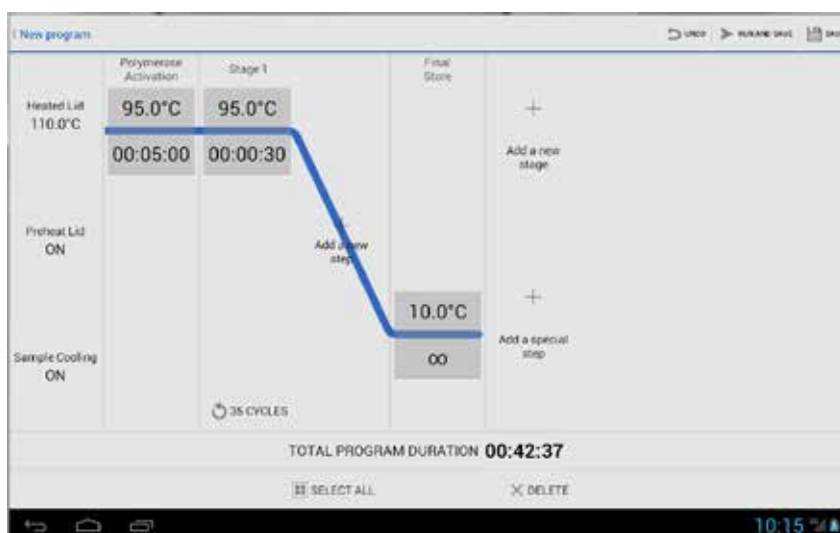 New program
UNDO
RUN AND SAVE
Polymerase
Activation
Stage 1
Final
Store
Heated Lid
110.0°C
95.0°C
95.0°C
00:05:00
00:00:30
Add a new
stage
Preheat Lid
ON
Add a new
step
10.0°C
∞
Add a special
step
Sample Cooling
ON
35 CYCLES
TOTAL PROGRAM DURATION 00:42:37
SELECT ALL
DELETE
10:15